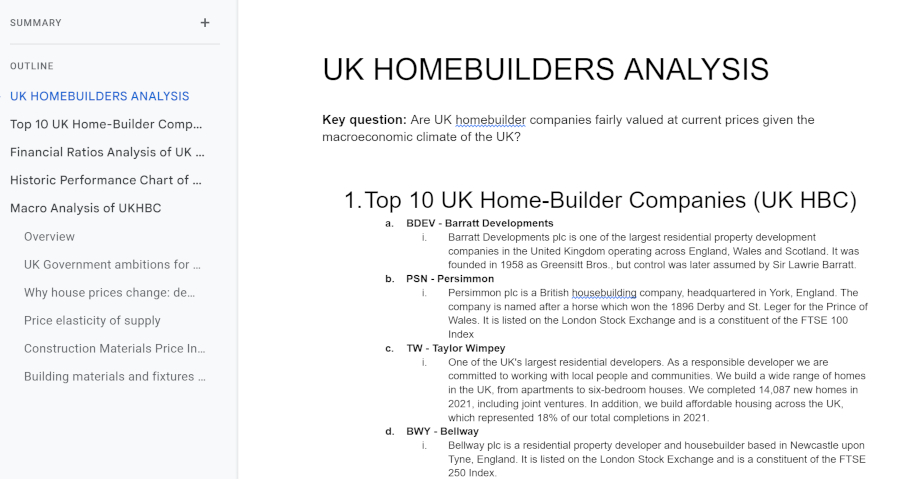 SUMMARY
+
OUTLINE
UK HOMEBUILDERS ANALYSIS
Top 10 UK Home-Builder Comp...
Financial Ratios Analysis of UK ...
Historic Performance Chart of ...
Macro Analysis of UKHBC
Overview
UK Government ambitions for ...
Why house prices change: de...
Price elasticity of supply
Construction Materials Price In...
Building materials and fixtures ...
UK HOMEBUILDERS ANALYSIS
Key question: Are UK homebuilder companies fairly valued at current prices given the
macroeconomic climate of the UK?
1. Top 10 UK Home-Builder Companies (UK HBC)
a. BDEV - Barratt Developments
i. Barratt Developments plc is one of the largest residential property development
companies in the United Kingdom operating across England, Wales and Scotland. It was
founded in 1958 as Greensitt Bros., but control was later assumed by Sir Lawrie Barratt.
b. PSN - Persimmon
i. Persimmon plc is a British housebuilding company, headquartered in York, England. The
company is named after a horse which won the 1896 Derby and St. Leger for the Prince of
Wales. It is listed on the London Stock Exchange and is a constituent of the FTSE 100
Index
c. TW - Taylor Wimpey
i. One of the UK's largest residential developers. As a responsible developer we are
committed to working with local people and communities. We build a wide range of homes
in the UK, from apartments to six-bedroom houses. We completed 14,087 new homes in
2021, including joint ventures. In addition, we build affordable housing across the UK,
which represented 18% of our total completions in 2021.
d. BWY - Bellway
i. Bellway plc is a residential property developer and housebuilder based in Newcastle upon
Tyne, England. It is listed on the London Stock Exchange and is a constituent of the FTSE
250 Index.